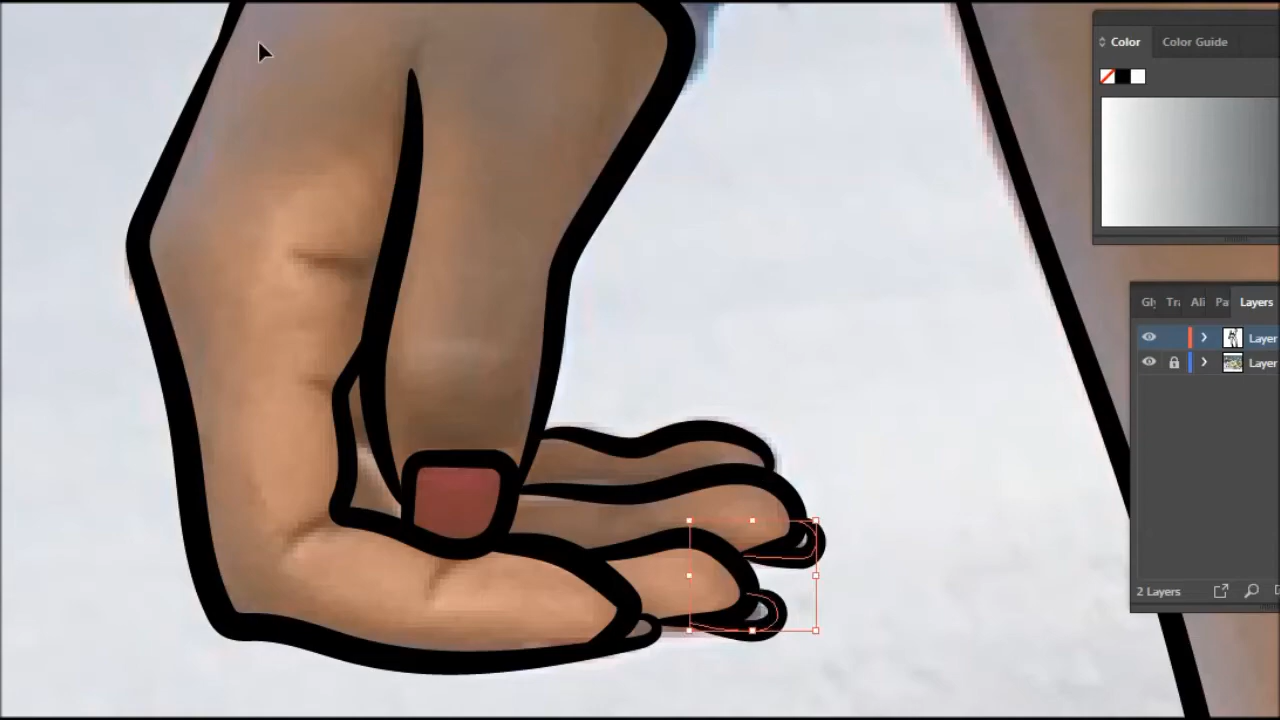 Color Color Guide
Gl Tr Ali Pa Layers
Layer
Layer
2 Layers